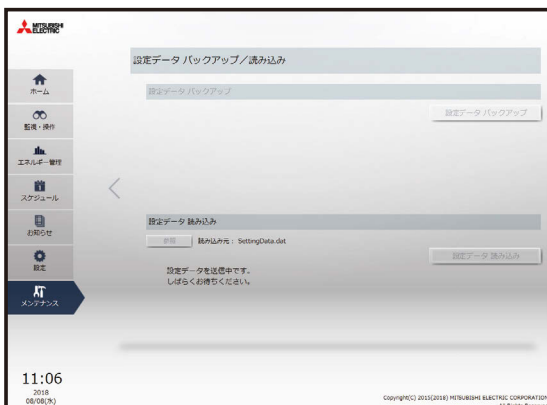 MITSUBISHI
ELECTRIC
設定データ バックアップ／読み込み
ホーム
設定データ バックアップ
設定データ バックアップ
監視・操作
エネルギー管理
スケジュール
お知らせ
設定データ 読み込み
参照 読み込み元： SettingData.dat
設定データ 読み込み
設定
設定データを送信中です。
しばらくお待ちください。
メンテナンス
11:06
2018
08/08(水)
Copyright(C) 2015(2018) MITSUBISHI ELECTRIC CORPORATION
All Rights Reserved